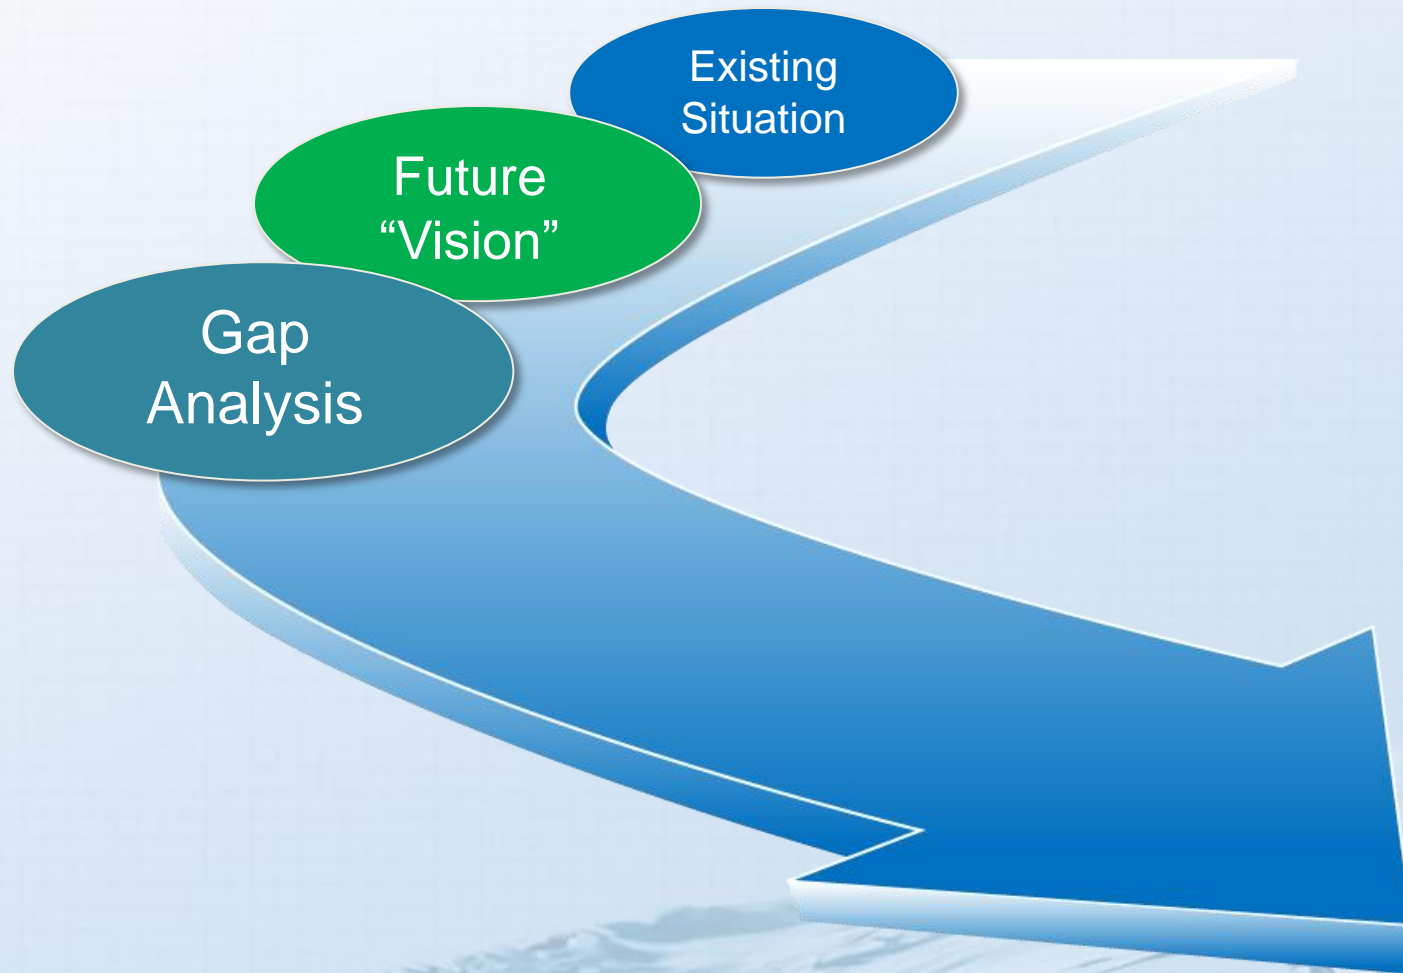 Existing
Situation
Future
“Vision”
Gap
Analysis